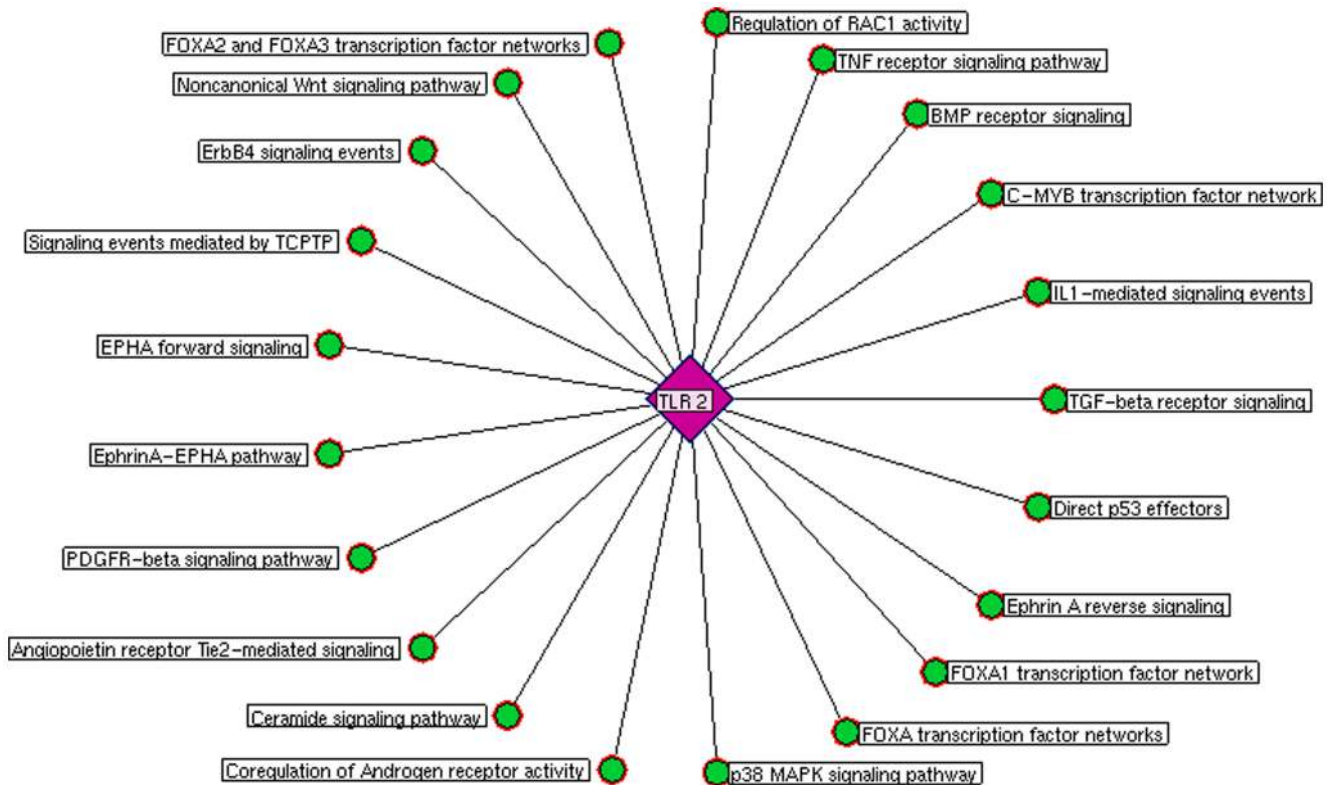 Regulation of RAC1 activity
FOXA2 and FOXA3 transcription factor networks
TNF receptor signaling pathway
Noncanonical Wnt signaling pathway
BMP receptor signaling
ErbB4 signaling events
C-MYB transcription factor network
Signaling events mediated by TCPTP
IL1-mediated signaling events
EPHA forward signaling
TLR 2
TGF-beta receptor signaling
EphrinA-EPHA pathway
Direct p53 effectors
PDGFR-beta signaling pathway
Ephrin A reverse signaling
Angiopoietin receptor Tie2-mediated signaling
FOXA1 transcription factor network
Ceramide signaling pathway
FOXA transcription factor networks
Coregulation of Androgen receptor activity
p38 MAPK signaling pathway